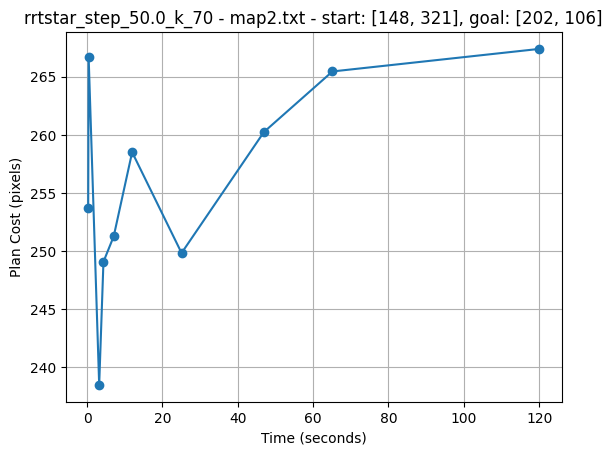 rrtstar_step_50.0_k_70 - map2.txt - start: [148, 321], goal: [202, 106]
265
260
255
250
245
240
Plan Cost (pixels)
0 20 40 60 80 100 120
Time (seconds)